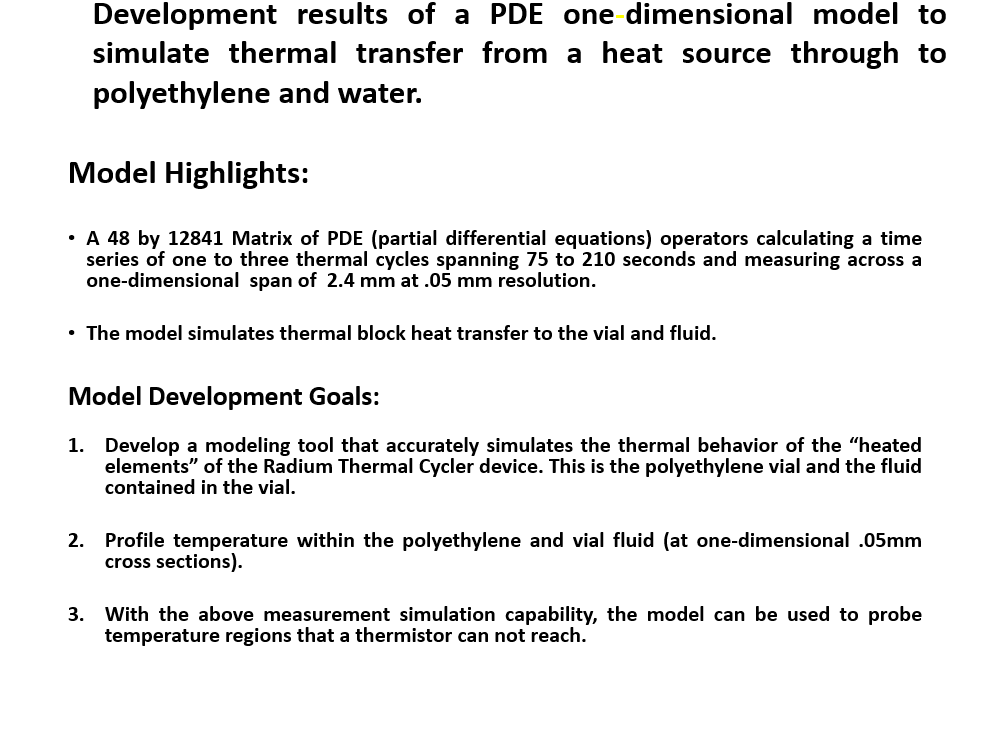 Development results of a PDE one-dimensional model to
simulate thermal transfer from a heat source through to
polyethylene and water.
Model Highlights:
• A 48 by 12841 Matrix of PDE (partial differential equations) operators calculating a time
series of one to three thermal cycles spanning 75 to 210 seconds and measuring across a
one-dimensional span of 2.4 mm at .05 mm resolution.
• The model simulates thermal block heat transfer to the vial and fluid.
Model Development Goals:
1. Develop a modeling tool that accurately simulates the thermal behavior of the “heated
elements” of the Radium Thermal Cycler device. This is the polyethylene vial and the fluid
contained in the vial.
2. Profile temperature within the polyethylene and vial fluid (at one-dimensional .05mm
cross sections).
3. With the above measurement simulation capability, the model can be used to probe
temperature regions that a thermistor can not reach.